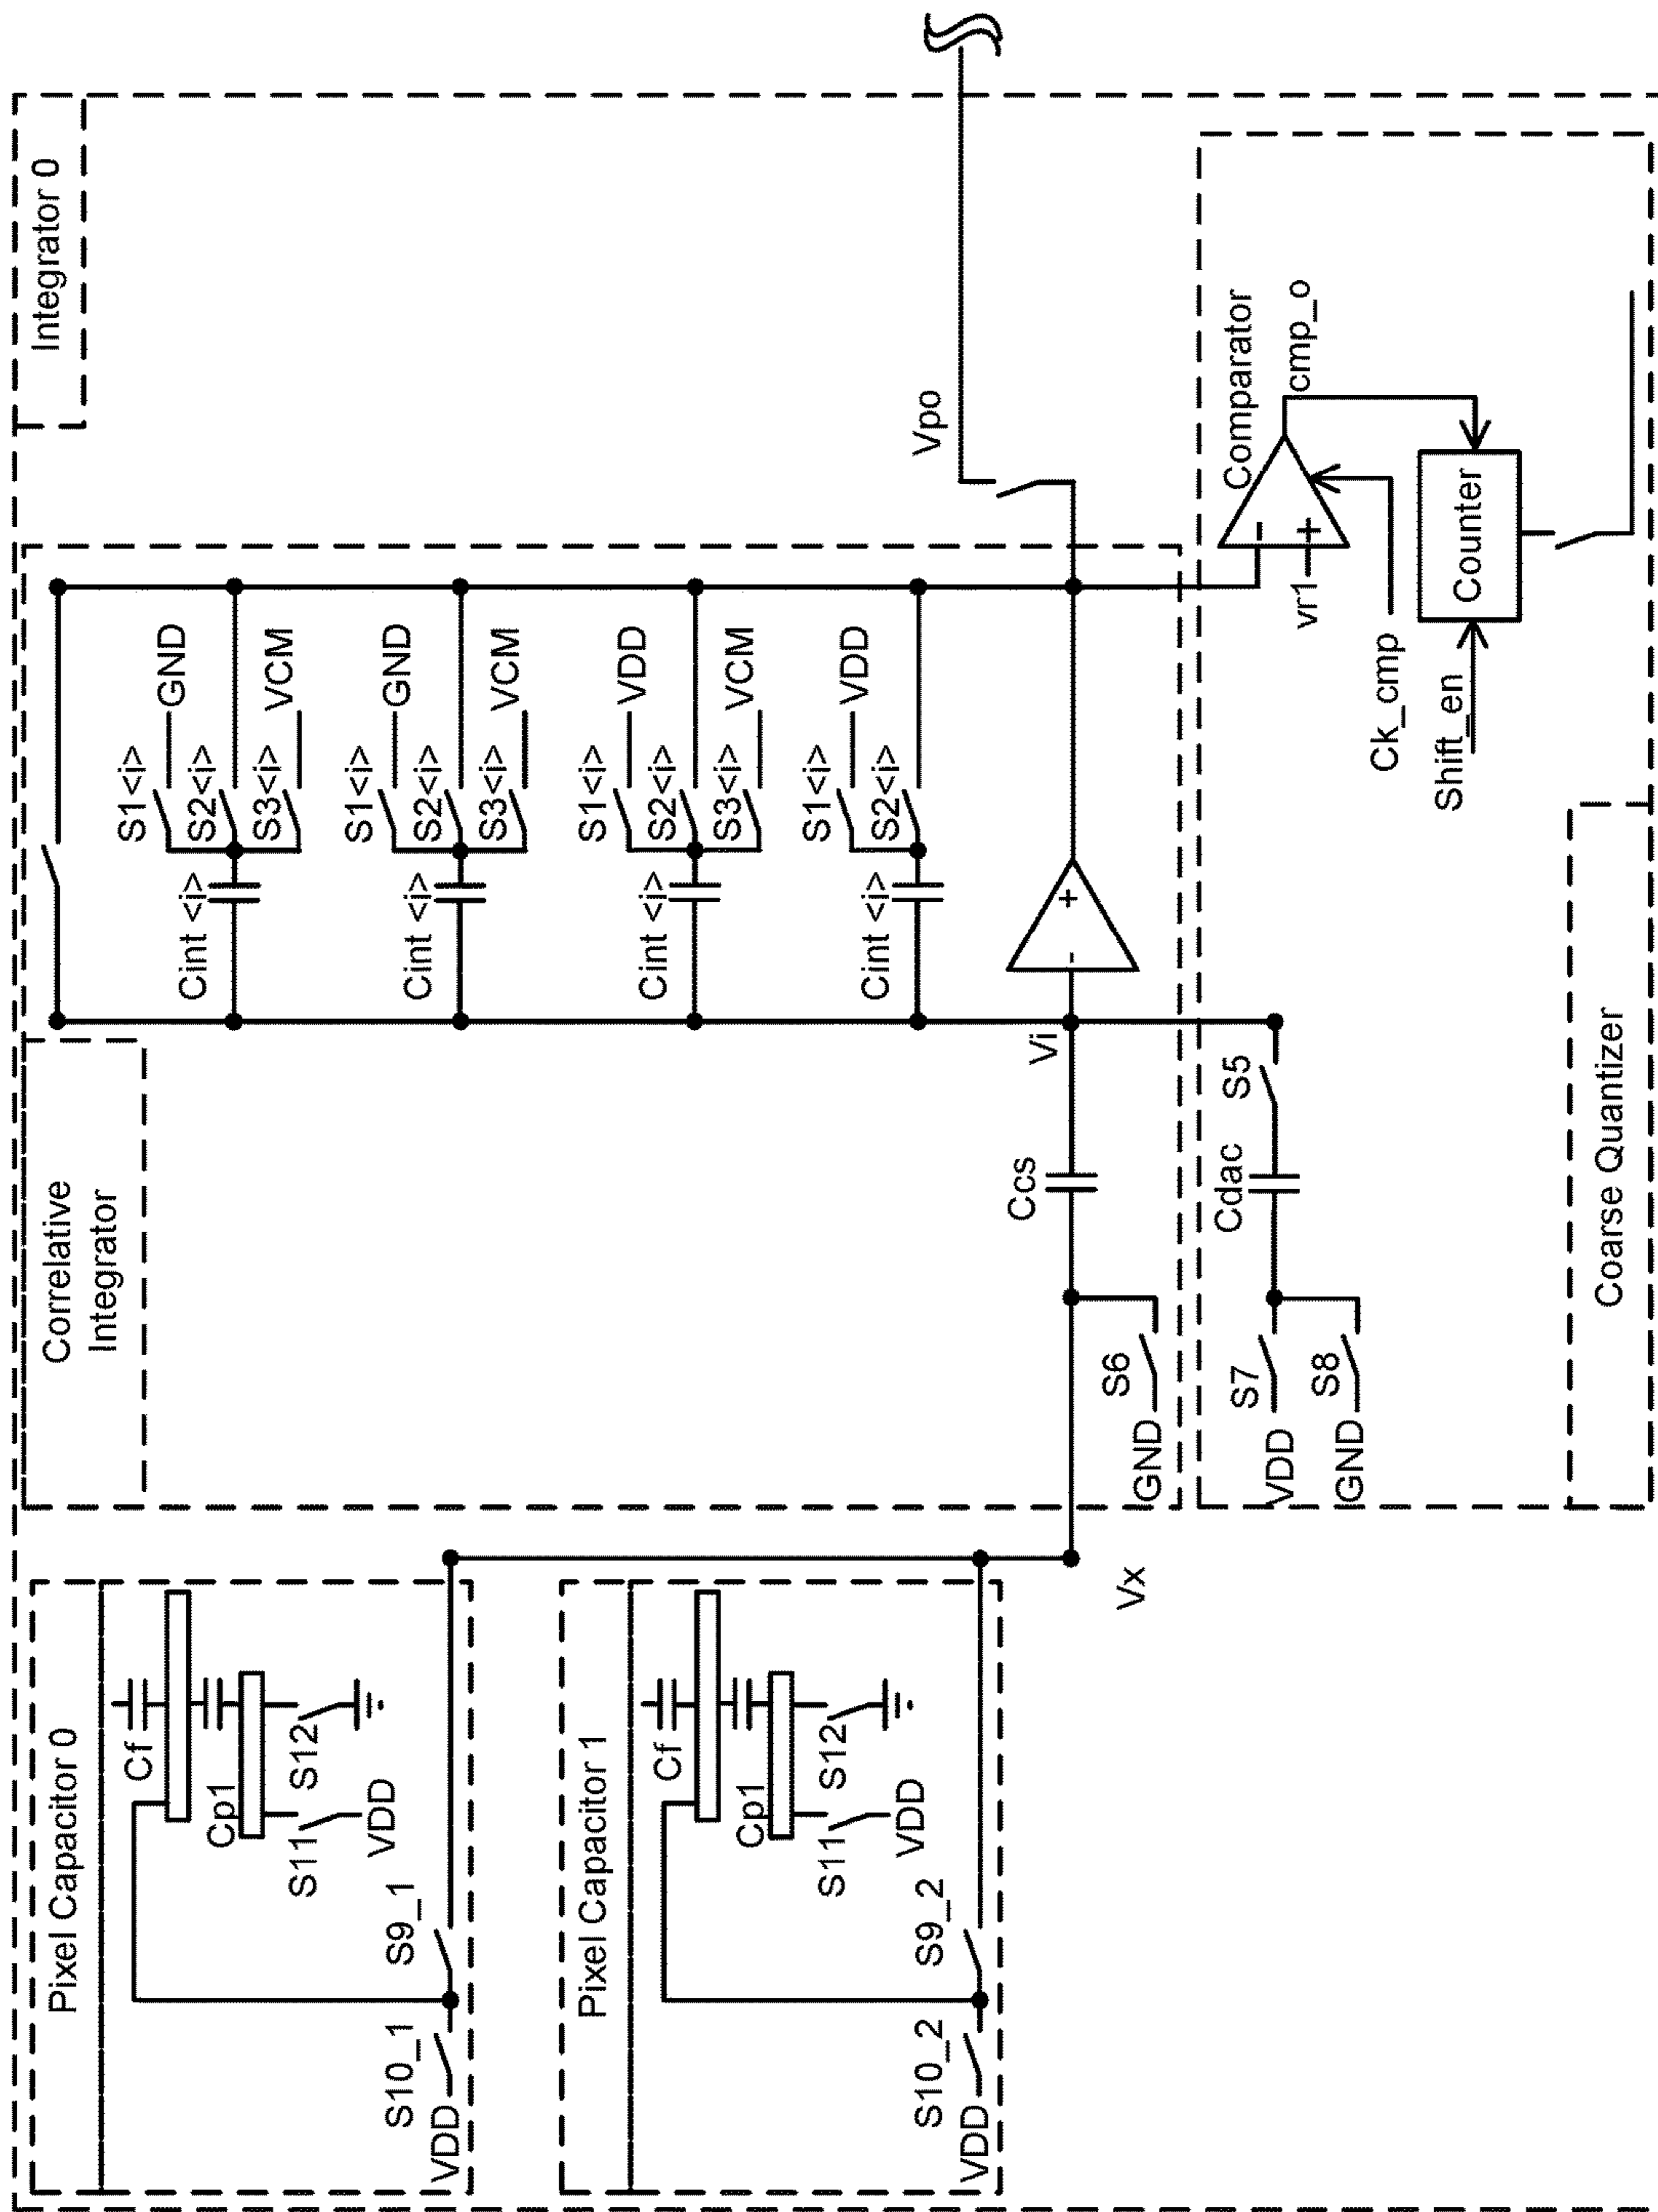 Integrator 0
Correlative
Integrator
S1<i>
GND
Cint <i>
S2<i>
S3<i>
VCM
S1<i>
GND
Cint <i>
S2<i>
S3<i>
VCM
S1<i>
VDD
Cint <i>
S2<i>
S3<i>
VCM
S1<i>
VDD
Cint <i>
S2<i>
Vpo
- +
Ccs
Vi
S6
GND
Pixel Capacitor 0
Cf
Cp1
S11
S12
VDD
S10_1
S9_1
VDD
Pixel Capacitor 1
Cf
Cp1
S11
S12
VDD
S10_2
S9_2
VDD
Vx
Cdac
S5
S7
VDD
S8
GND
Comparator
-
+
vr1
cmp_o
Ck_cmp
Shift_en
Counter
Coarse Quantizer